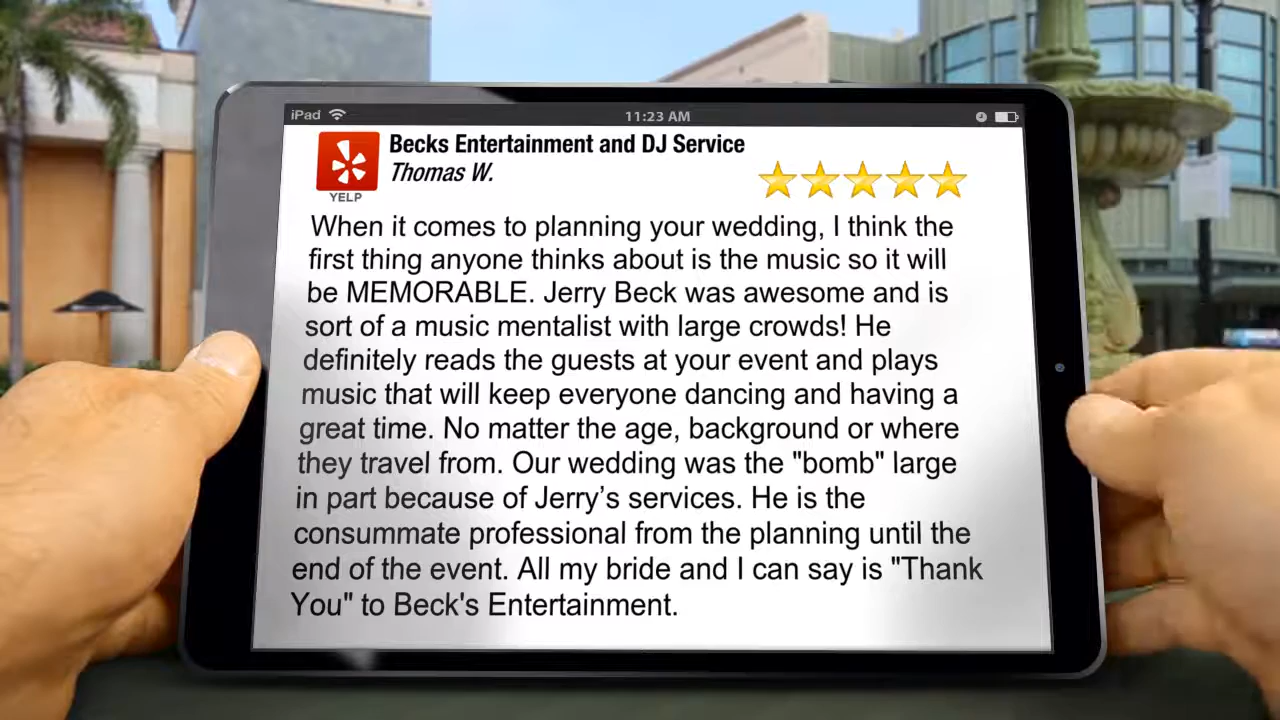 iPad
11:23 AM
Becks Entertainment and DJ Service
Thomas W.
YELP
When it comes to planning your wedding, I think the
first thing anyone thinks about is the music so it will
be MEMORABLE. Jerry Beck was awesome and is
sort of a music mentalist with large crowds! He
definitely reads the guests at your event and plays
music that will keep everyone dancing and having a
great time. No matter the age, background or where
they travel from. Our wedding was the "bomb" large
in part because of Jerry’s services. He is the
consummate professional from the planning until the
end of the event. All my bride and I can say is "Thank
You" to Beck's Entertainment.